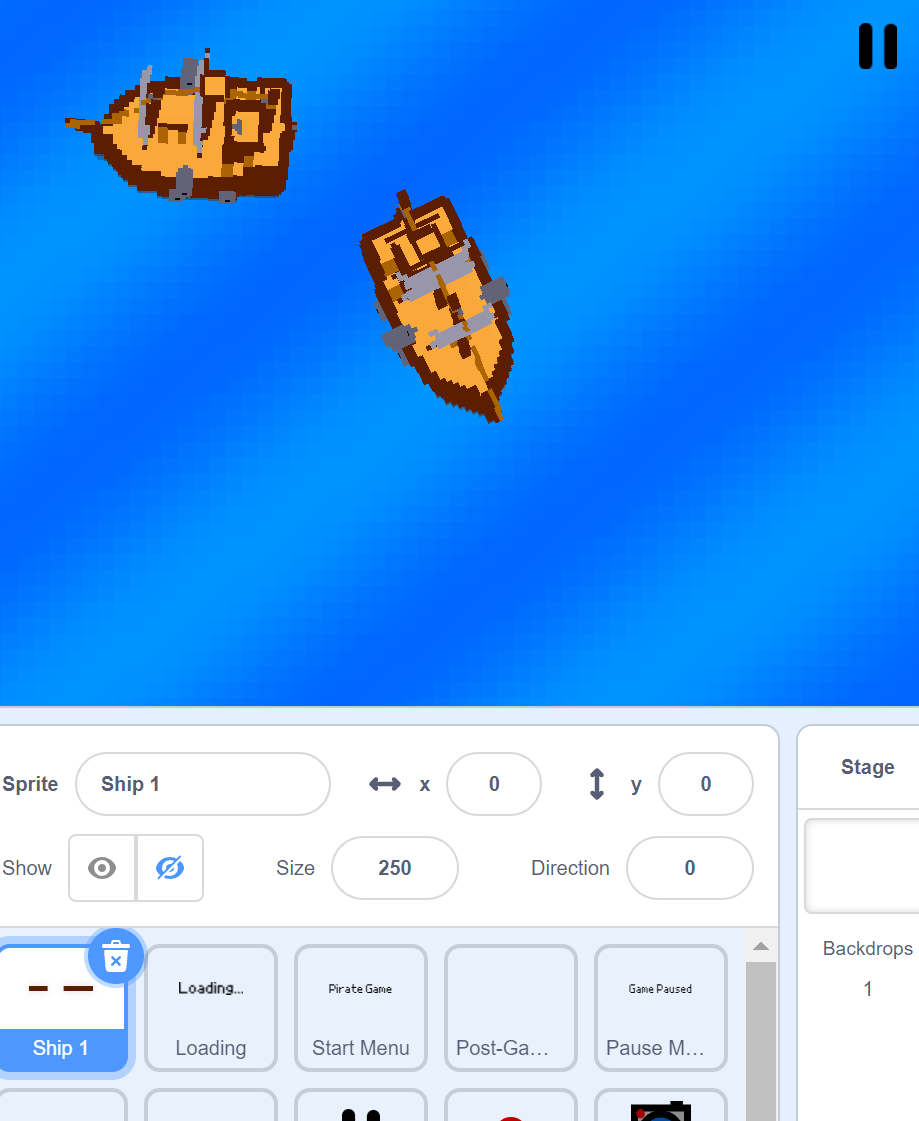 Sprite Ship 1 x 0 y 0
Show Size 250 Direction 0
Stage
Backdrops
1
Loading...
Pirate Game
Game Paused
Ship 1
Loading
Start Menu
Post-Ga...
Pause M...